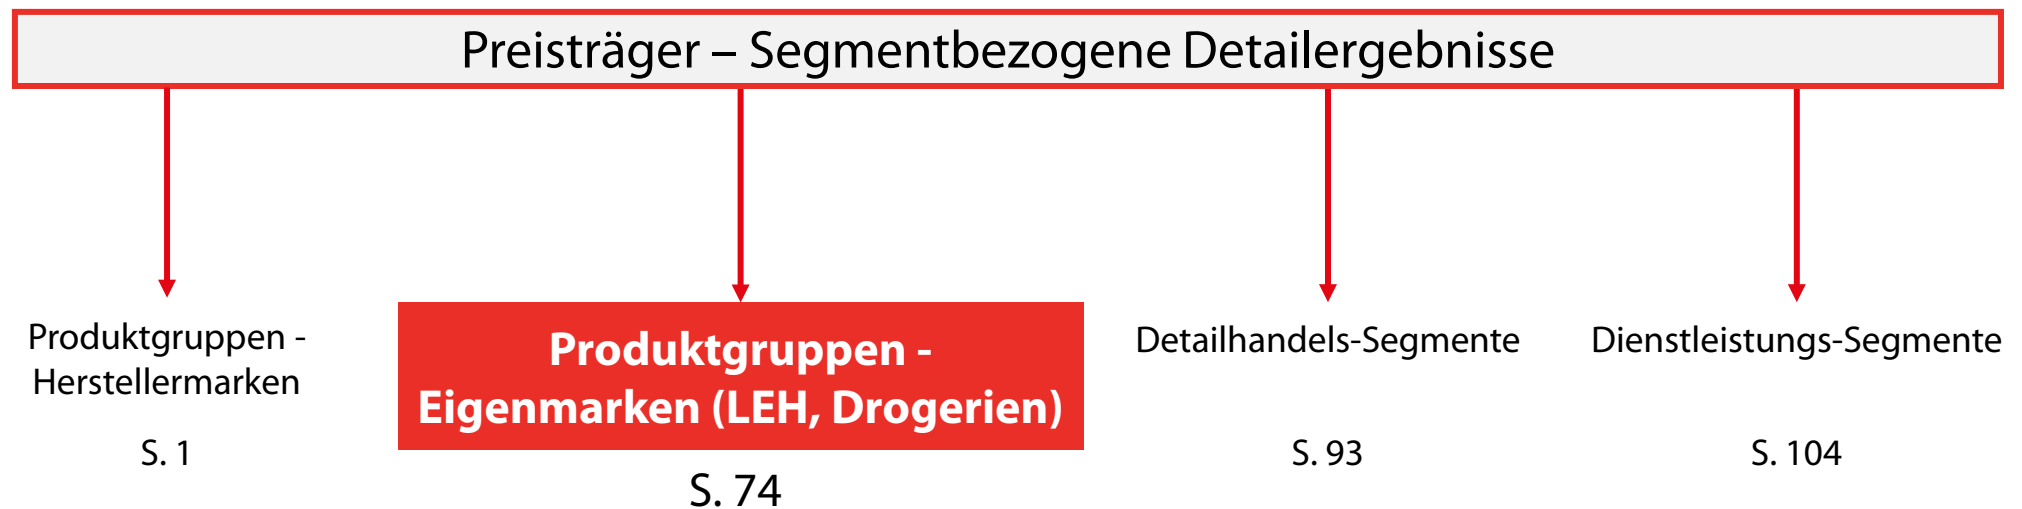 Preisträger – Segmentbezogene Detailergebnisse
Produktgruppen -
Herstellermarken
S. 1
Produktgruppen -
Eigenmarken (LEH, Drogerien)
S. 74
Detailhandels-Segmente
S. 93
Dienstleistungs-Segmente
S. 104